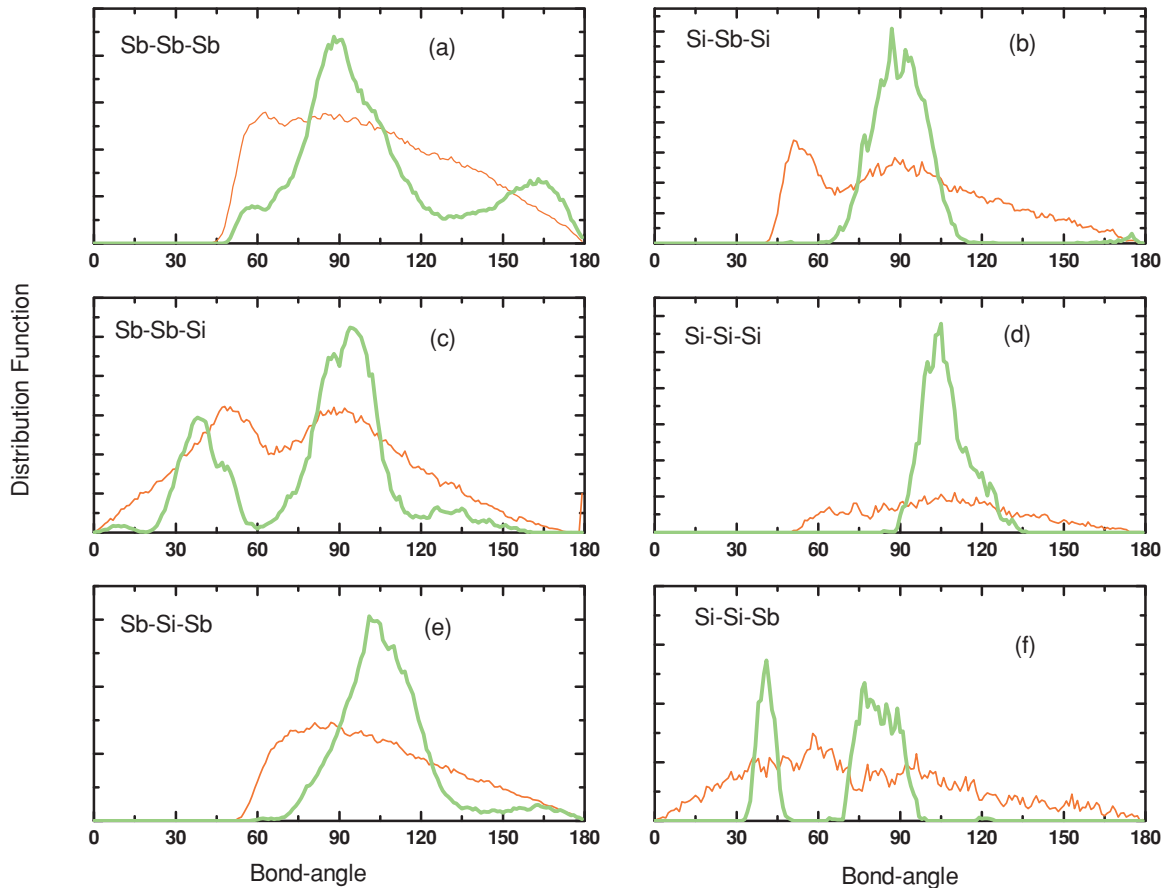 Sb-Sb-Sb (a)
0 30 60 90 120 150 180
Si-Sb-Si (b)
0 30 60 90 120 150 180
Sb-Sb-Si (c)
0 30 60 90 120 150 180
Si-Si-Si (d)
0 30 60 90 120 150 180
Sb-Si-Sb (e)
0 30 60 90 120 150 180
Si-Si-Sb (f)
0 30 60 90 120 150 180
Distribution Function
Bond-angle
Bond-angle